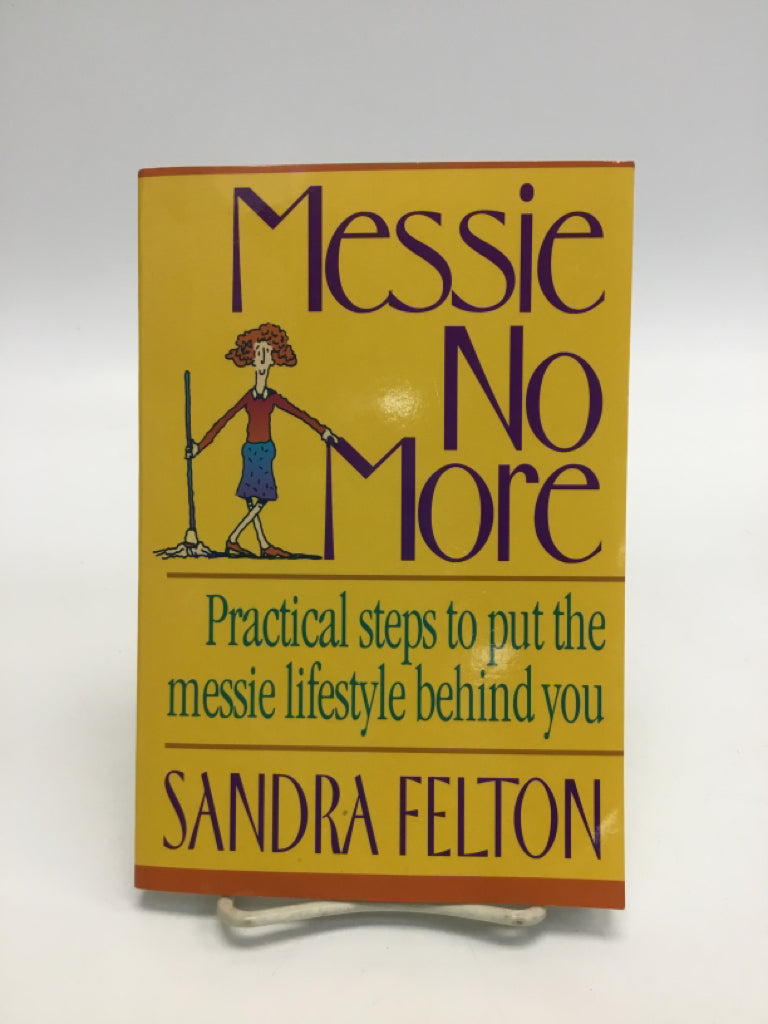 Messie
No
More
Practical steps to put the
messie lifestyle behind you
SANDRA FELTON